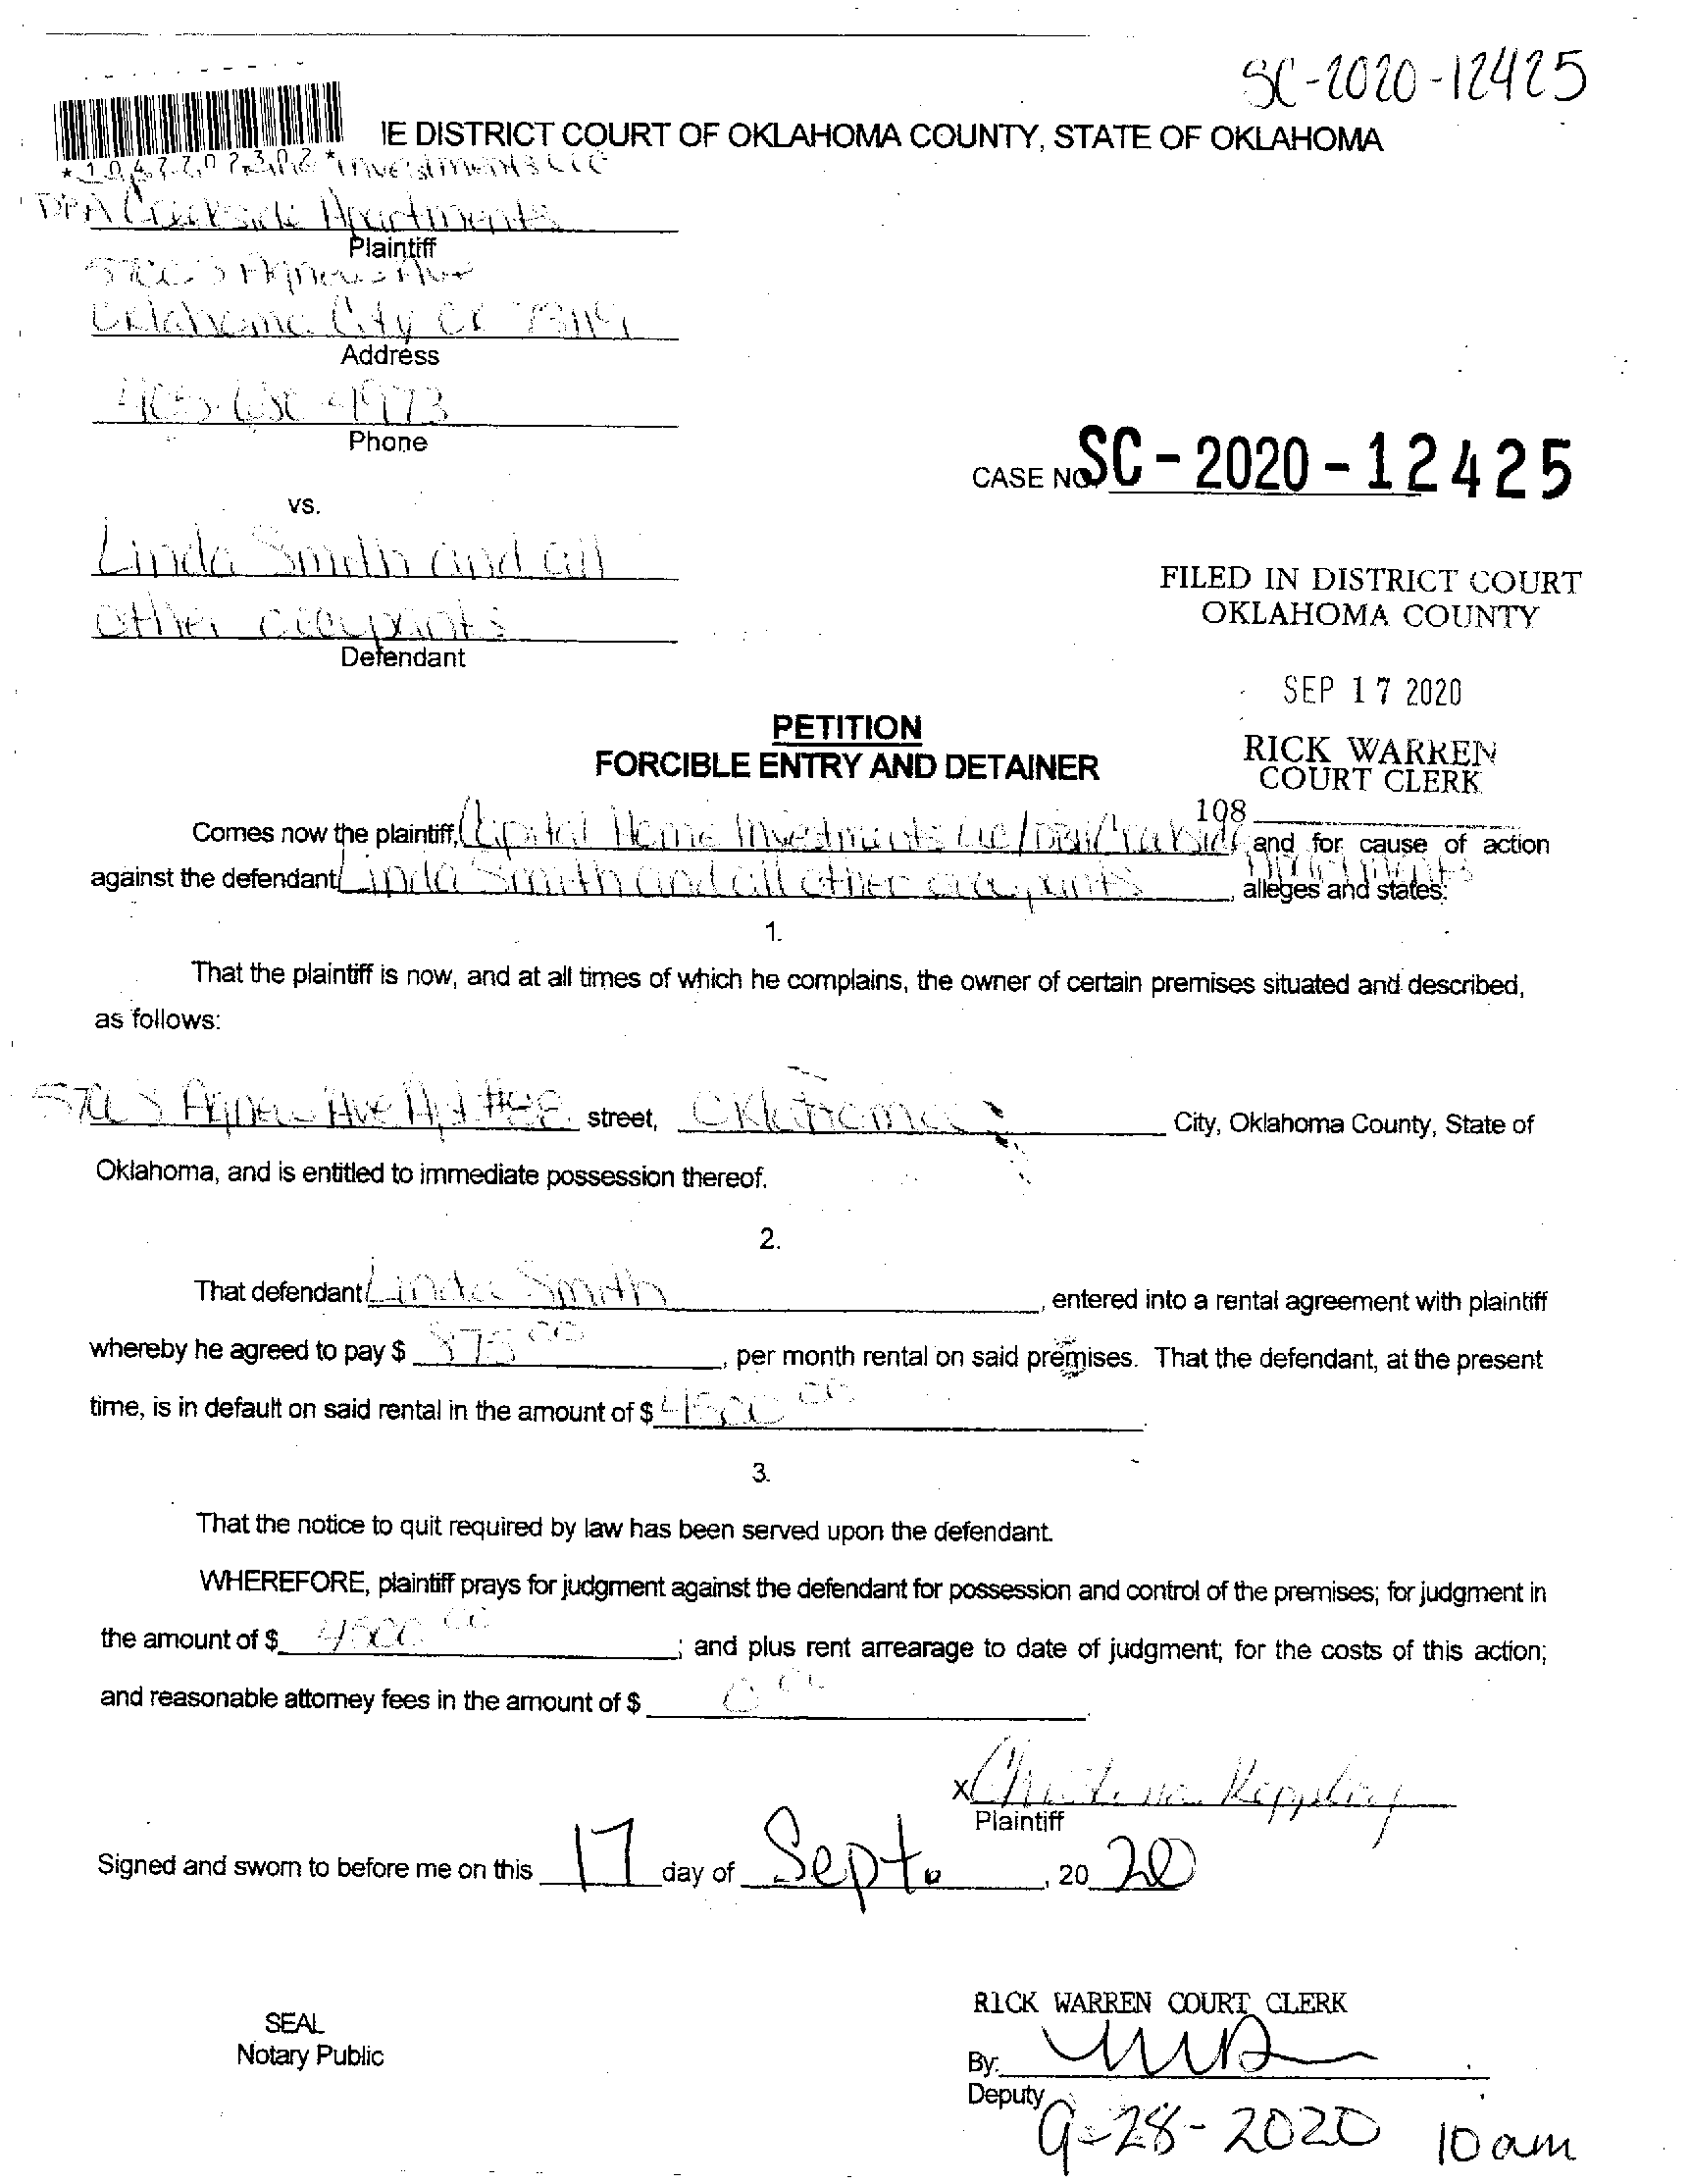 SC-2020-12425
IE DISTRICT COURT OF OKLAHOMA COUNTY, STATE OF OKLAHOMA
*1047702302* Investments LLC
DBA Creekside Apartments
Plaintiff
S Agnew Ave
Oklahoma City OK 73119
Address
405-
Phone
CASE NO. SC-2020-12425
vs.
Linda Smith and all
other occupants
Defendant
FILED IN DISTRICT COURT
OKLAHOMA COUNTY
SEP 17 2020
RICK WARREN
COURT CLERK
108
PETITION
FORCIBLE ENTRY AND DETAINER
Comes now the plaintiff, Capital Home Investments LLC/DBA Creekside Apartments and for cause of action
against the defendant Linda Smith and all other occupants, alleges and states:
1.
That the plaintiff is now, and at all times of which he complains, the owner of certain premises situated and described,
as follows:
S Agnew Ave Apt street, Oklahoma City, Oklahoma County, State of
Oklahoma, and is entitled to immediate possession thereof.
2.
That defendant Linda Smith, entered into a rental agreement with plaintiff
whereby he agreed to pay $ 875 00, per month rental on said premises. That the defendant, at the present
time, is in default on said rental in the amount of $ 4500 00
3.
That the notice to quit required by law has been served upon the defendant.
WHEREFORE, plaintiff prays for judgment against the defendant for possession and control of the premises; for judgment in
the amount of $ 4500 00; and plus rent arrearage to date of judgment; for the costs of this action;
and reasonable attorney fees in the amount of $ 0 00
x
Plaintiff
Signed and sworn to before me on this 17 day of Sept., 20 20
SEAL
Notary Public
RICK WARREN COURT CLERK
By:
Deputy
9-28-2020 10am